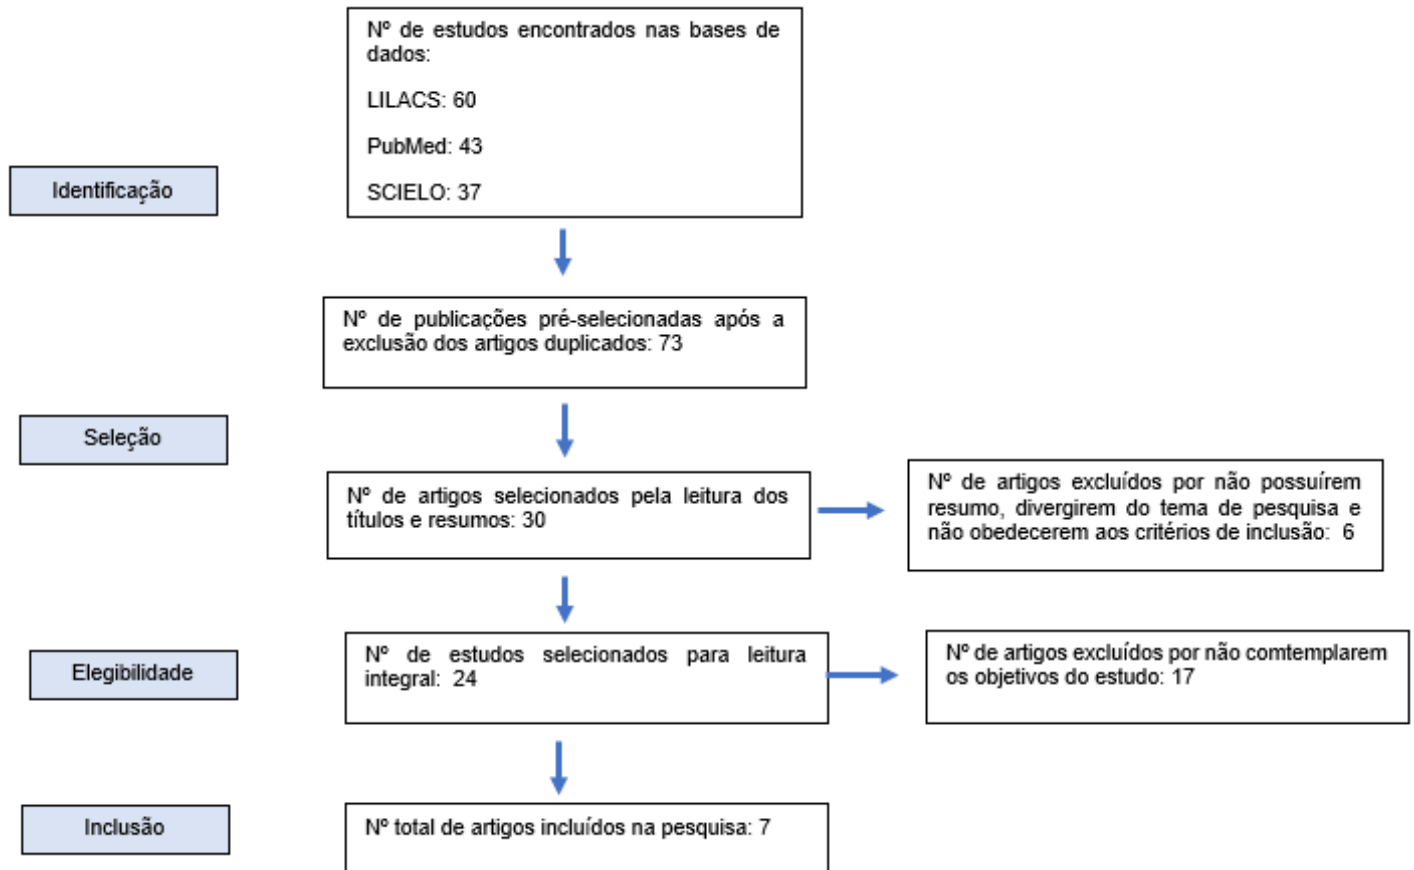 Nº de estudos encontrados nas bases de
dados:
LILACS: 60
PubMed: 43
SCIELO: 37
Identificação
Nº de publicações pré-selecionadas após a
exclusão dos artigos duplicados: 73
Seleção
Nº de artigos selecionados pela leitura dos
títulos e resumos: 30
Nº de artigos excluídos por não possuírem
resumo, divergirem do tema de pesquisa e
não obedecerem aos critérios de inclusão: 6
Elegibilidade
Nº de estudos selecionados para leitura
integral: 24
Nº de artigos excluídos por não comtemplarem
os objetivos do estudo: 17
Inclusão
Nº total de artigos incluídos na pesquisa: 7